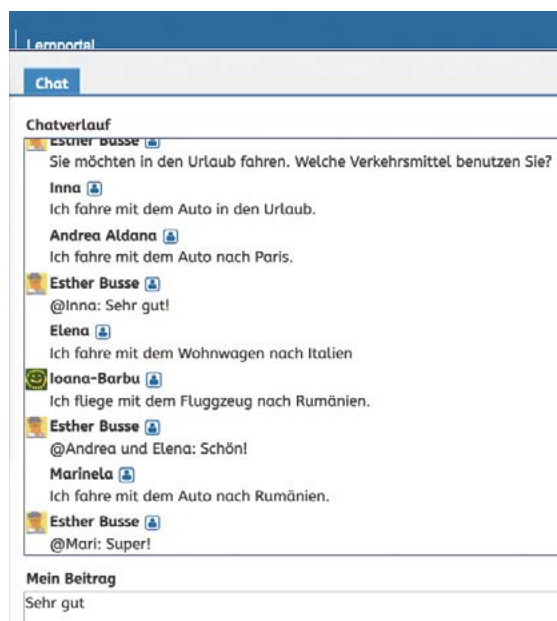 Lernportal
Chat
Chatverlauf
Esther Busse
Sie möchten in den Urlaub fahren. Welche Verkehrsmittel benutzen Sie?
Inna
Ich fahre mit dem Auto in den Urlaub.
Andrea Aldana
Ich fahre mit dem Auto nach Paris.
Esther Busse
@Inna: Sehr gut!
Elena
Ich fahre mit dem Wohnwagen nach Italien
Ioana-Barbu
Ich fliege mit dem Fluggzeug nach Rumänien.
Esther Busse
@Andrea und Elena: Schön!
Marinela
Ich fahre mit dem Auto nach Rumänien.
Esther Busse
@Mari: Super!
Mein Beitrag
Sehr gut